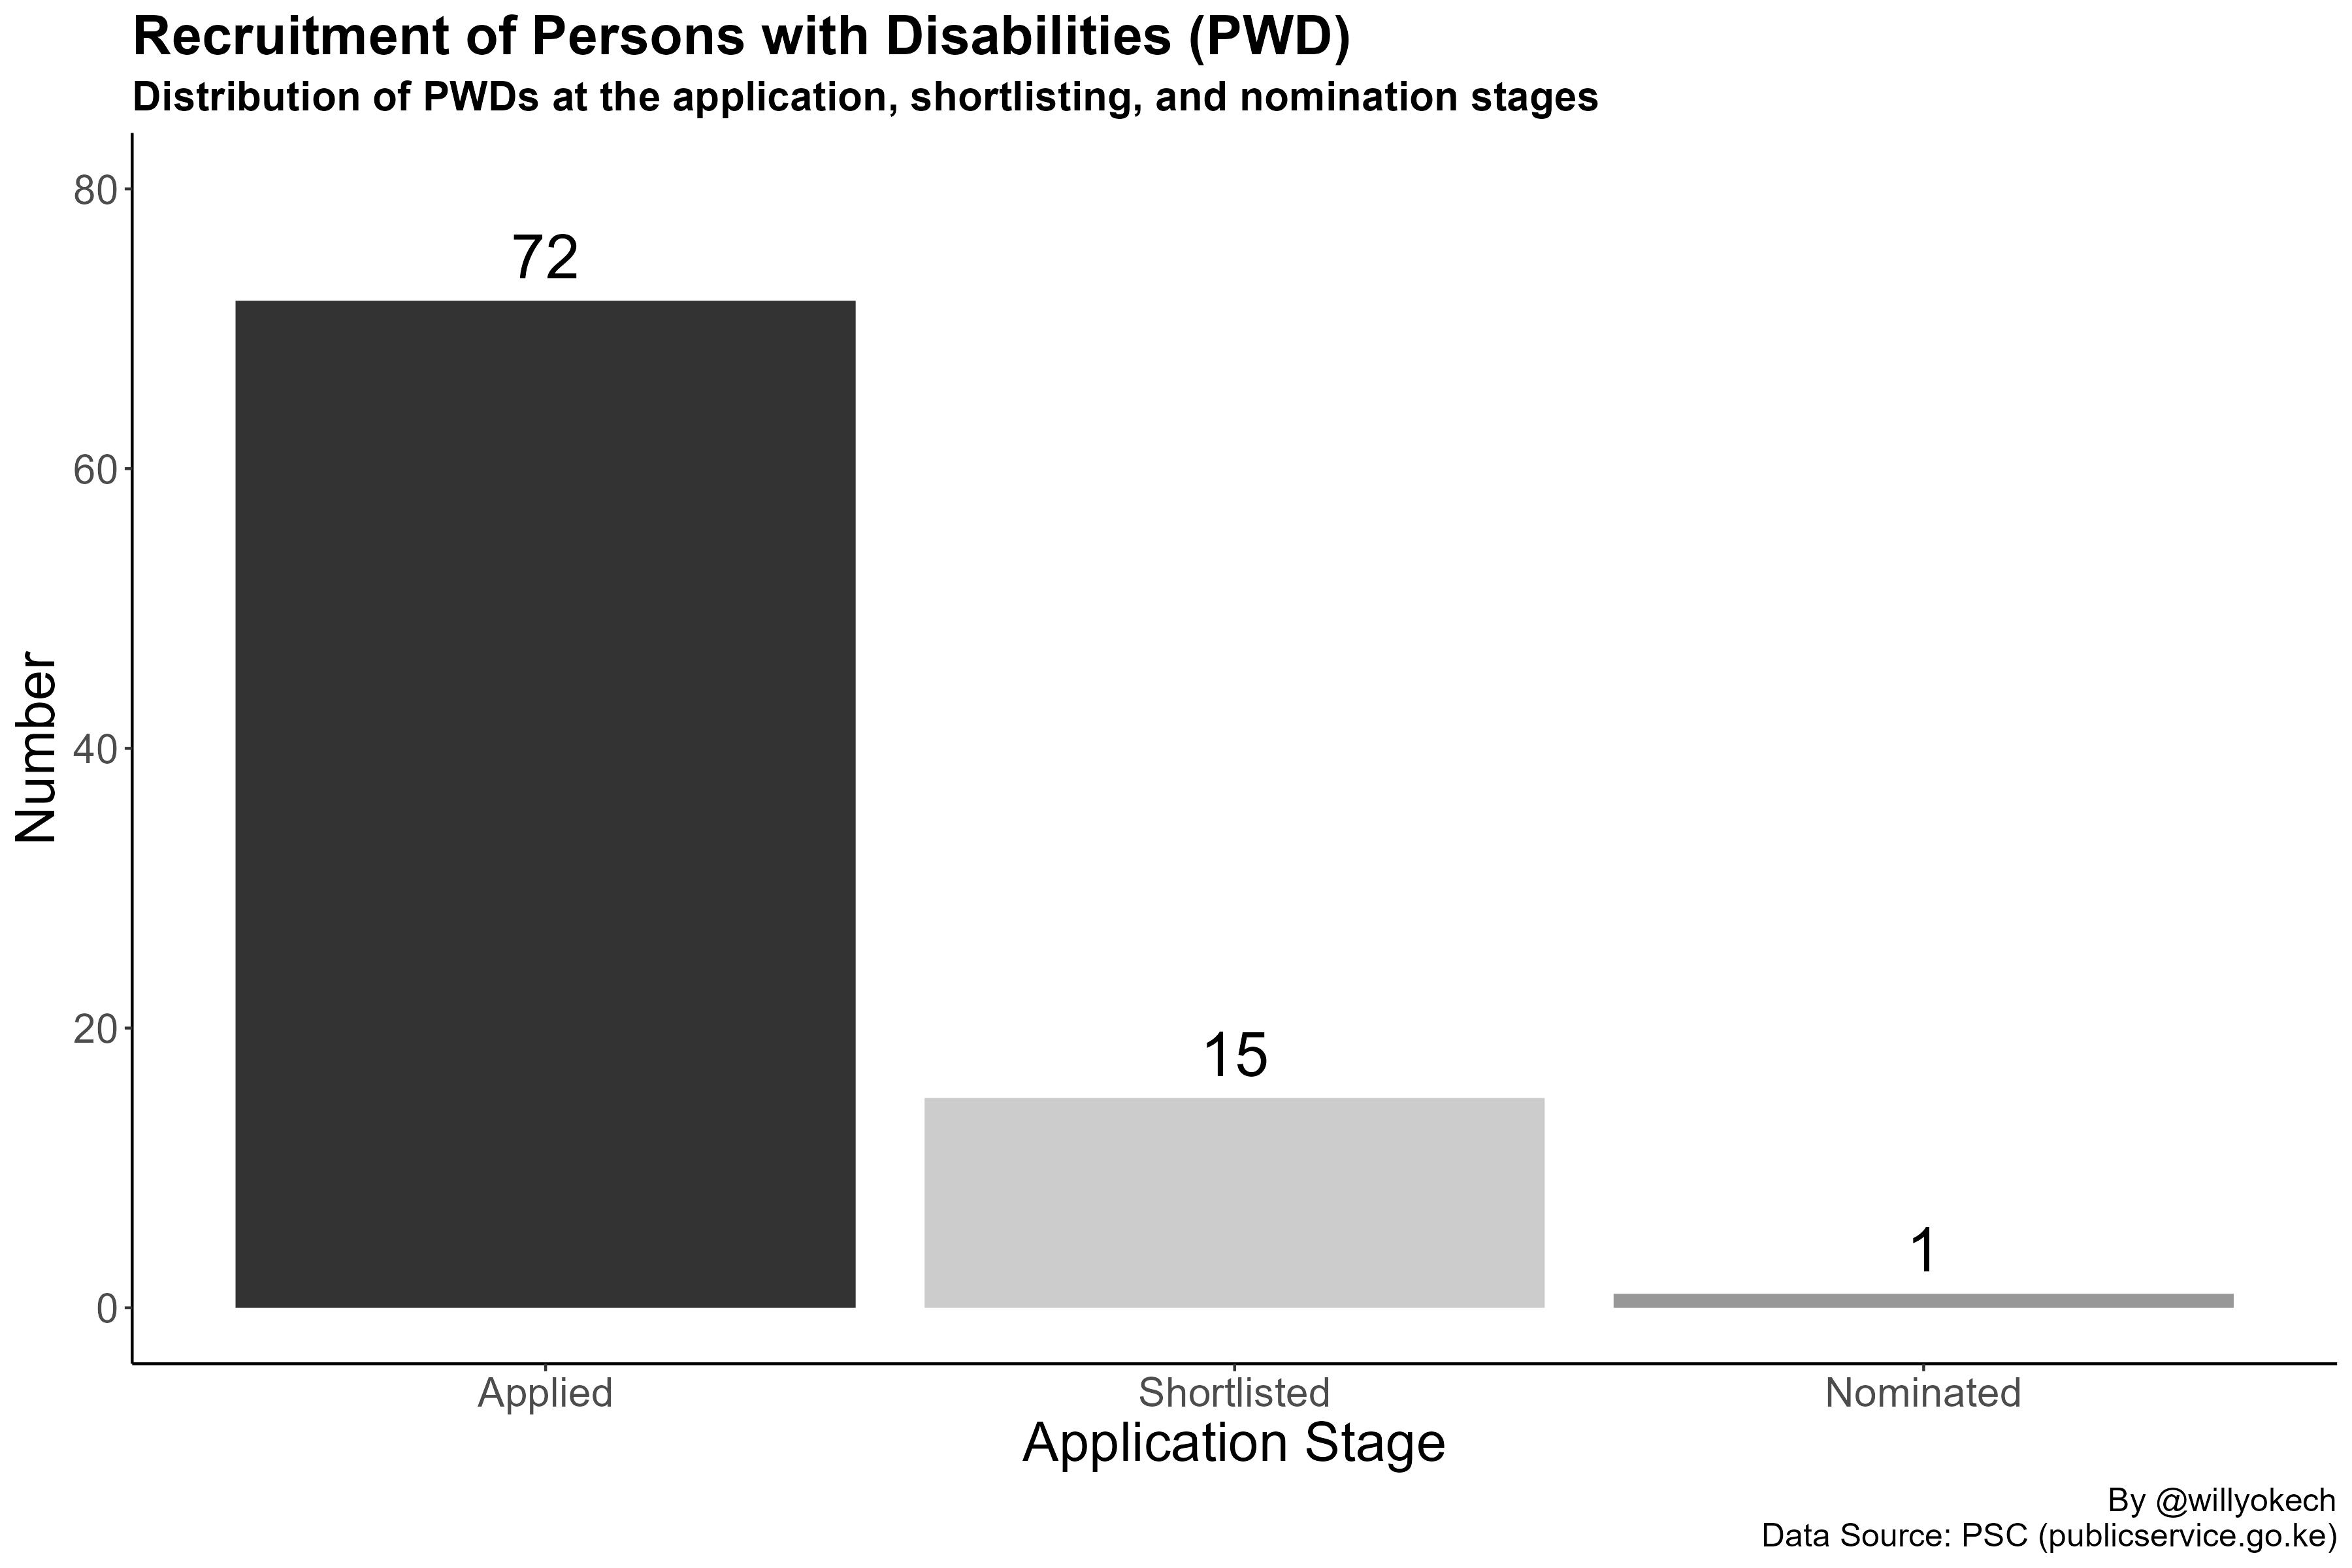 Recruitment of Persons with Disabilities (PWD)
Distribution of PWDs at the application, shortlisting, and nomination stages
Number
80
60
40
20
0
72
15
1
Applied
Shortlisted
Nominated
Application Stage
By @willyokech
Data Source: PSC (publicservice.go.ke)